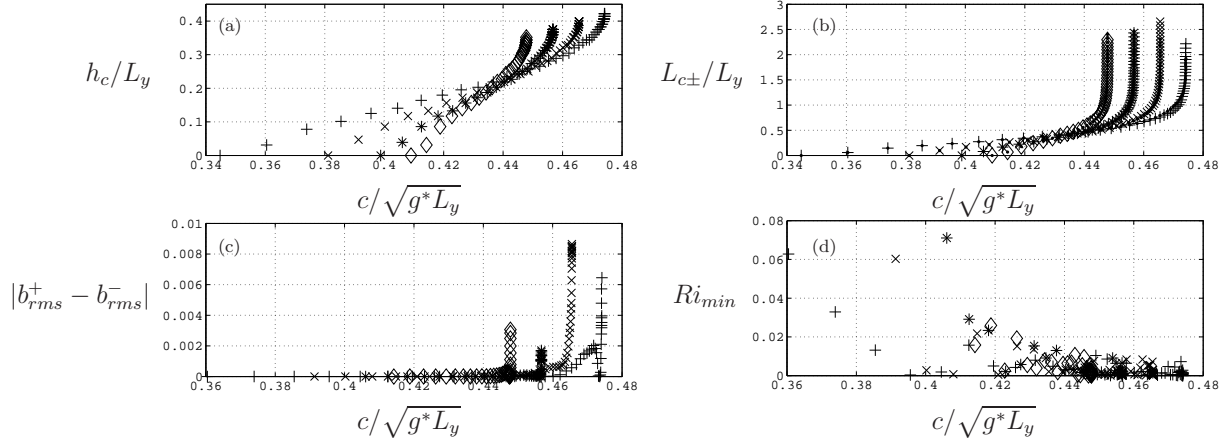 (a)
h_c/L_y
0.4
0.3
0.2
0.1
0
0.34 0.36 0.38 0.4 0.42 0.44 0.46 0.48
c/√g*L_y
(b)
L_{c±}/L_y
3
2.5
2
1.5
1
0.5
0
0.34 0.36 0.38 0.4 0.42 0.44 0.46 0.48
c/√g*L_y
(c)
|b^+_{rms} − b^-_{rms}|
0.01
0.008
0.006
0.004
0.002
0
0.36 0.38 0.4 0.42 0.44 0.46 0.48
c/√g*L_y
(d)
Ri_{min}
0.08
0.06
0.04
0.02
0
0.36 0.38 0.4 0.42 0.44 0.46 0.48
c/√g*L_y